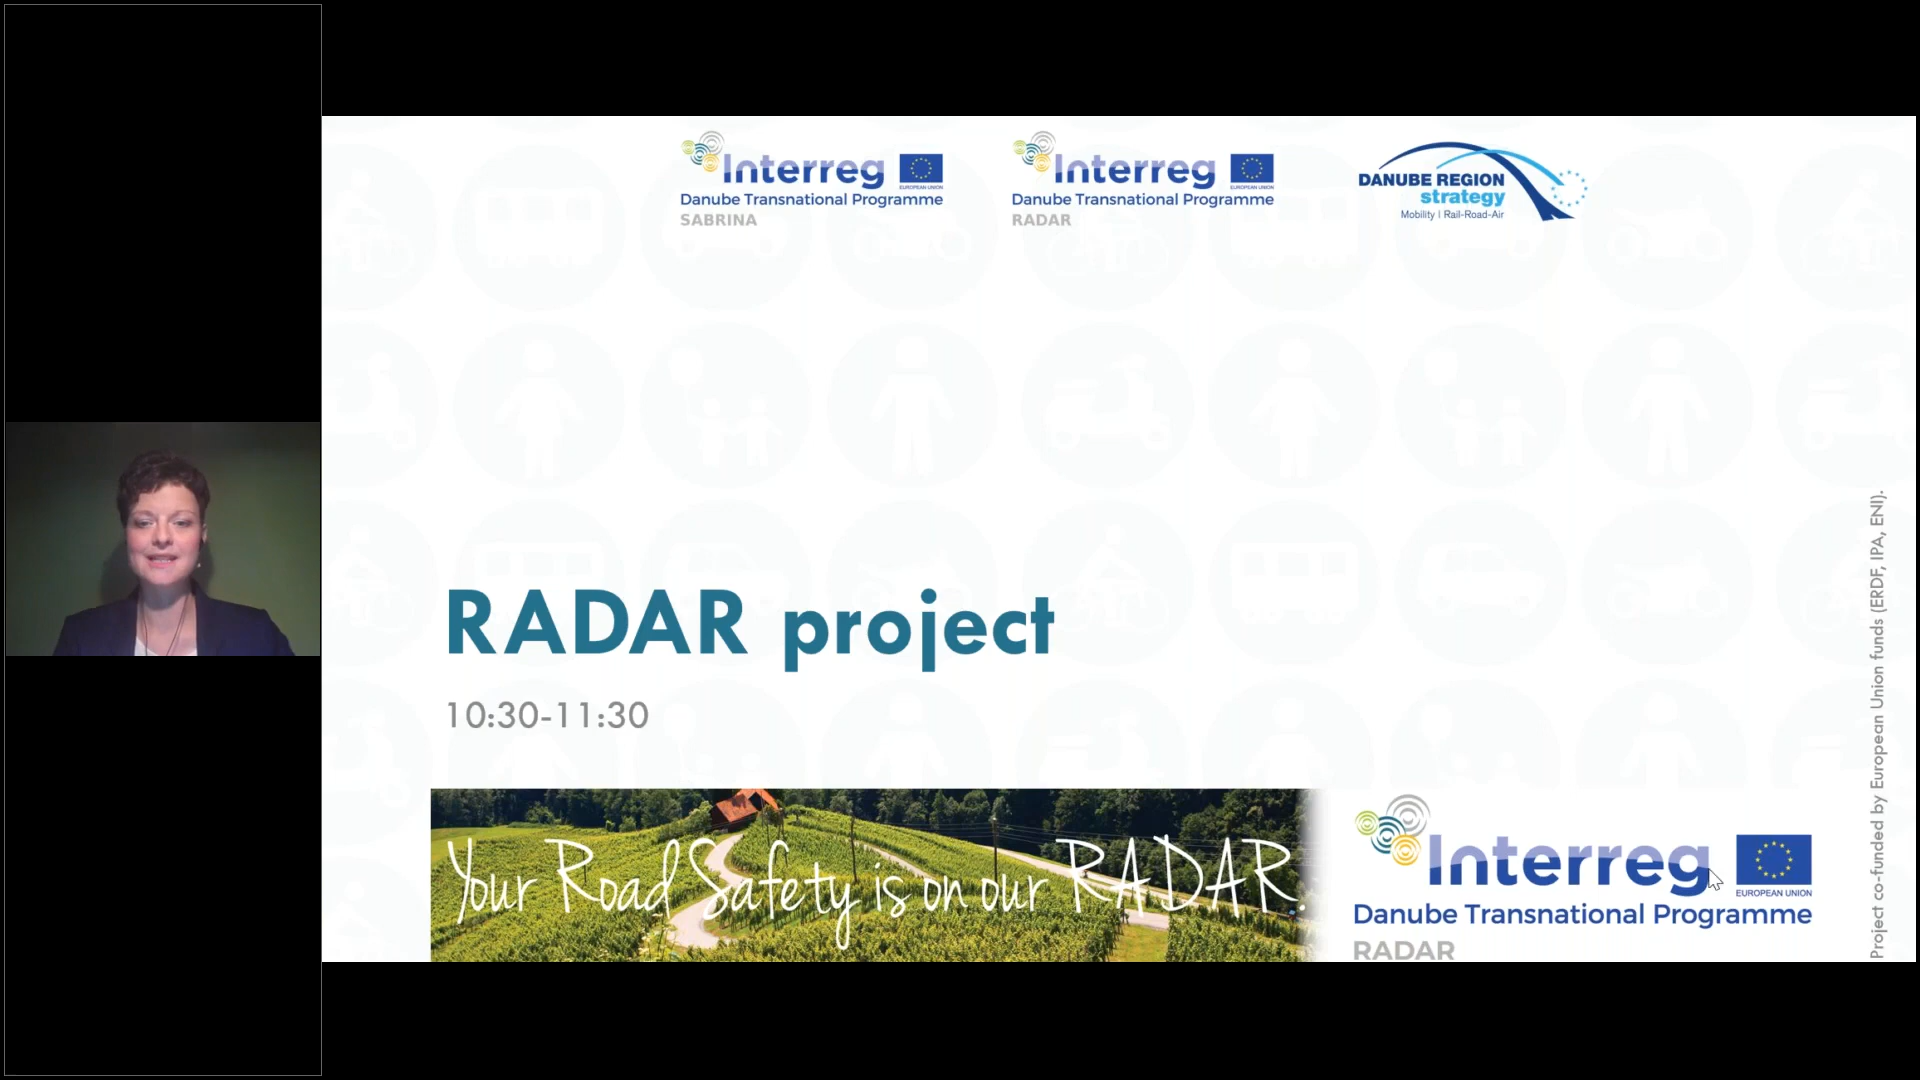 Interreg
EUROPEAN UNION
Danube Transnational Programme
SABRINA
Interreg
EUROPEAN UNION
Danube Transnational Programme
RADAR
DANUBE REGION
strategy
Mobility | Rail-Road-Air
RADAR project
10:30-11:30
Your Road Safety is on our RADAR.
Interreg
EUROPEAN UNION
Danube Transnational Programme
RADAR
Project co-funded by European Union funds (ERDF, IPA, ENI).